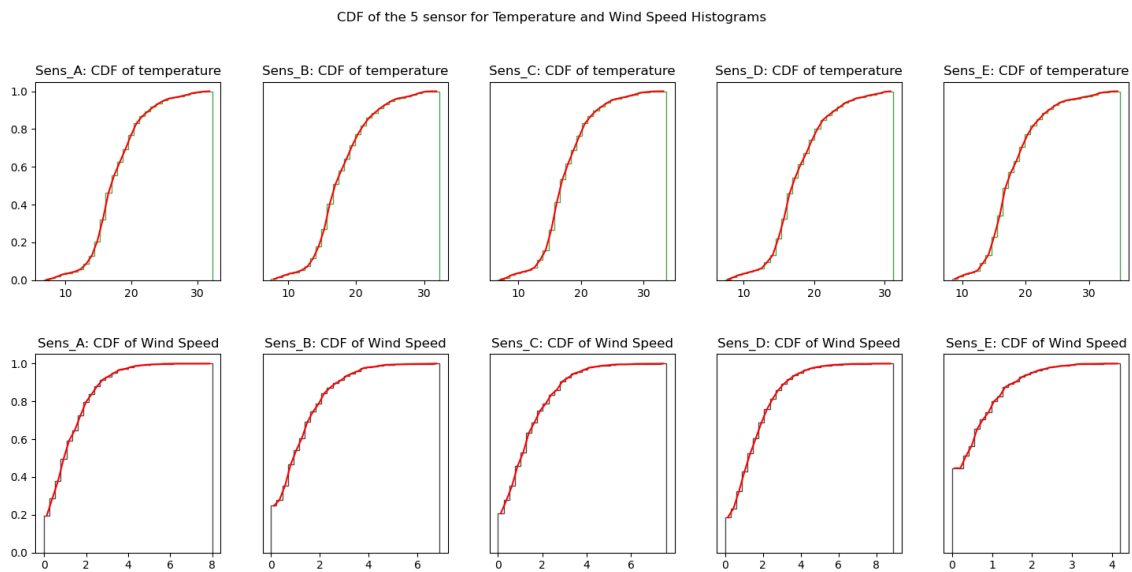 CDF of the 5 sensor for Temperature and Wind Speed Histograms
Sens_A: CDF of temperature
Sens_B: CDF of temperature
Sens_C: CDF of temperature
Sens_D: CDF of temperature
Sens_E: CDF of temperature
1.0
0.8
0.6
0.4
0.2
0.0
10 20 30
10 20 30
10 20 30
10 20 30
10 20 30
Sens_A: CDF of Wind Speed
Sens_B: CDF of Wind Speed
Sens_C: CDF of Wind Speed
Sens_D: CDF of Wind Speed
Sens_E: CDF of Wind Speed
1.0
0.8
0.6
0.4
0.2
0.0
0 2 4 6 8
0 2 4 6
0 2 4 6
0 2 4 6 8
0 1 2 3 4